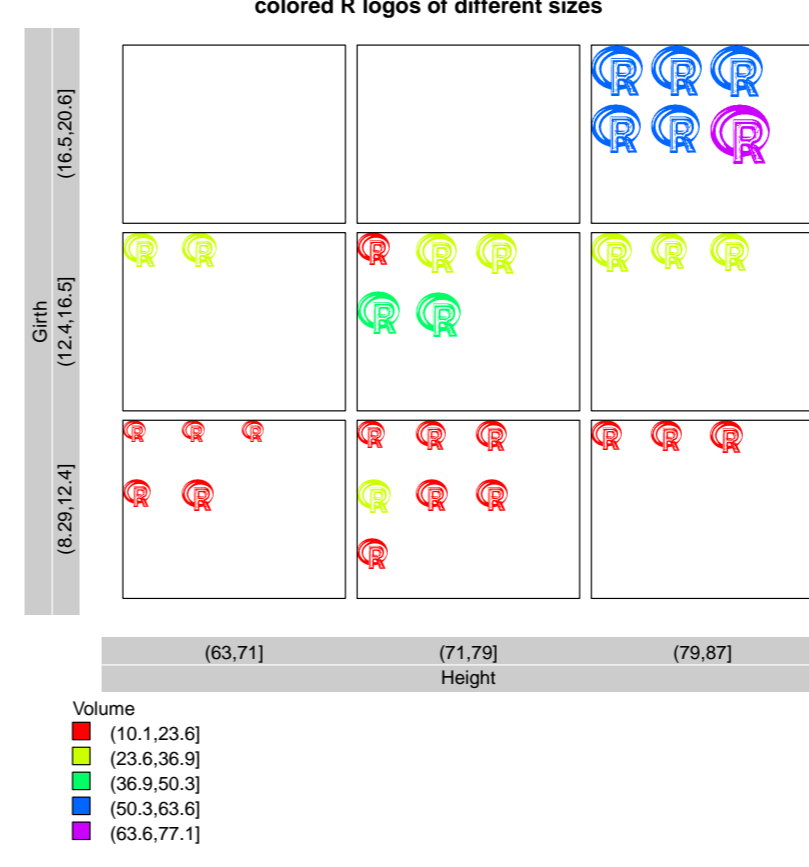 colored R logos of different sizes
Girth
(16.5,20.6]
(12.4,16.5]
(8.29,12.4]
R R R
R R R
R R
R R R
R R R
R R
R R R
R R R
R R R
R R
R R R
R
(63,71]
(71,79]
(79,87]
Height
Volume
(10.1,23.6]
(23.6,36.9]
(36.9,50.3]
(50.3,63.6]
(63.6,77.1]